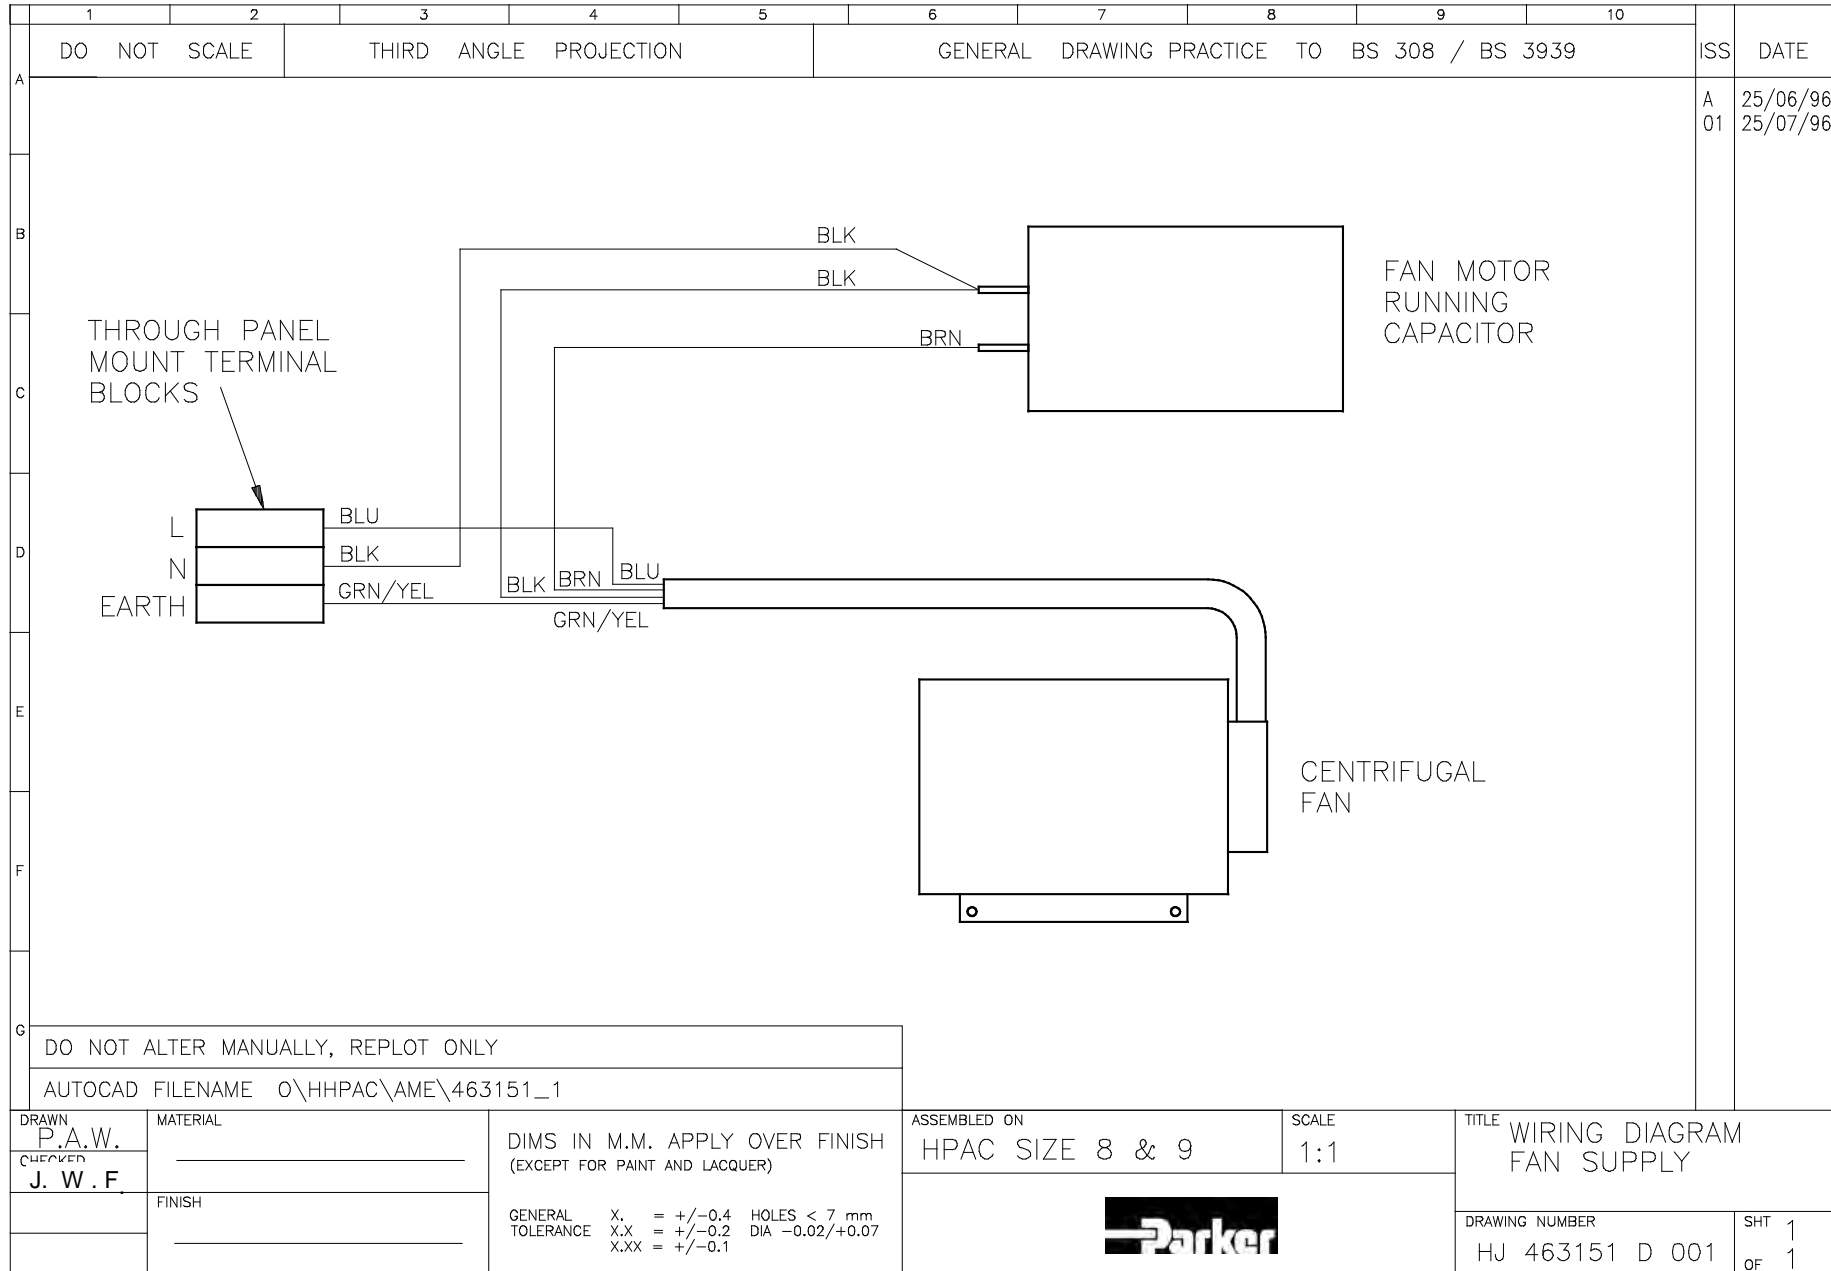 1 2 3 4 5 6 7 8 9 10
DO NOT SCALE
THIRD ANGLE PROJECTION
GENERAL DRAWING PRACTICE TO BS 308 / BS 3939
ISS DATE
A 25/06/96
01 25/07/96
A
B
C
D
E
F
G
BLK
BLK
BRN
FAN MOTOR
RUNNING
CAPACITOR
THROUGH PANEL
MOUNT TERMINAL
BLOCKS
L
N
EARTH
BLU
BLK
GRN/YEL
BLK BRN BLU
GRN/YEL
CENTRIFUGAL
FAN
DO NOT ALTER MANUALLY, REPLOT ONLY
AUTOCAD FILENAME O\HHPAC\AME\463151_1
DRAWN
P.A.W.
CHECKED
J. W . F.
MATERIAL
FINISH
DIMS IN M.M. APPLY OVER FINISH
(EXCEPT FOR PAINT AND LACQUER)
GENERAL X. = +/-0.4 HOLES < 7 mm
TOLERANCE X.X = +/-0.2 DIA -0.02/+0.07
X.XX = +/-0.1
ASSEMBLED ON
HPAC SIZE 8 & 9
SCALE
1:1
Parker
TITLE WIRING DIAGRAM
FAN SUPPLY
DRAWING NUMBER
HJ 463151 D 001
SHT 1
OF 1